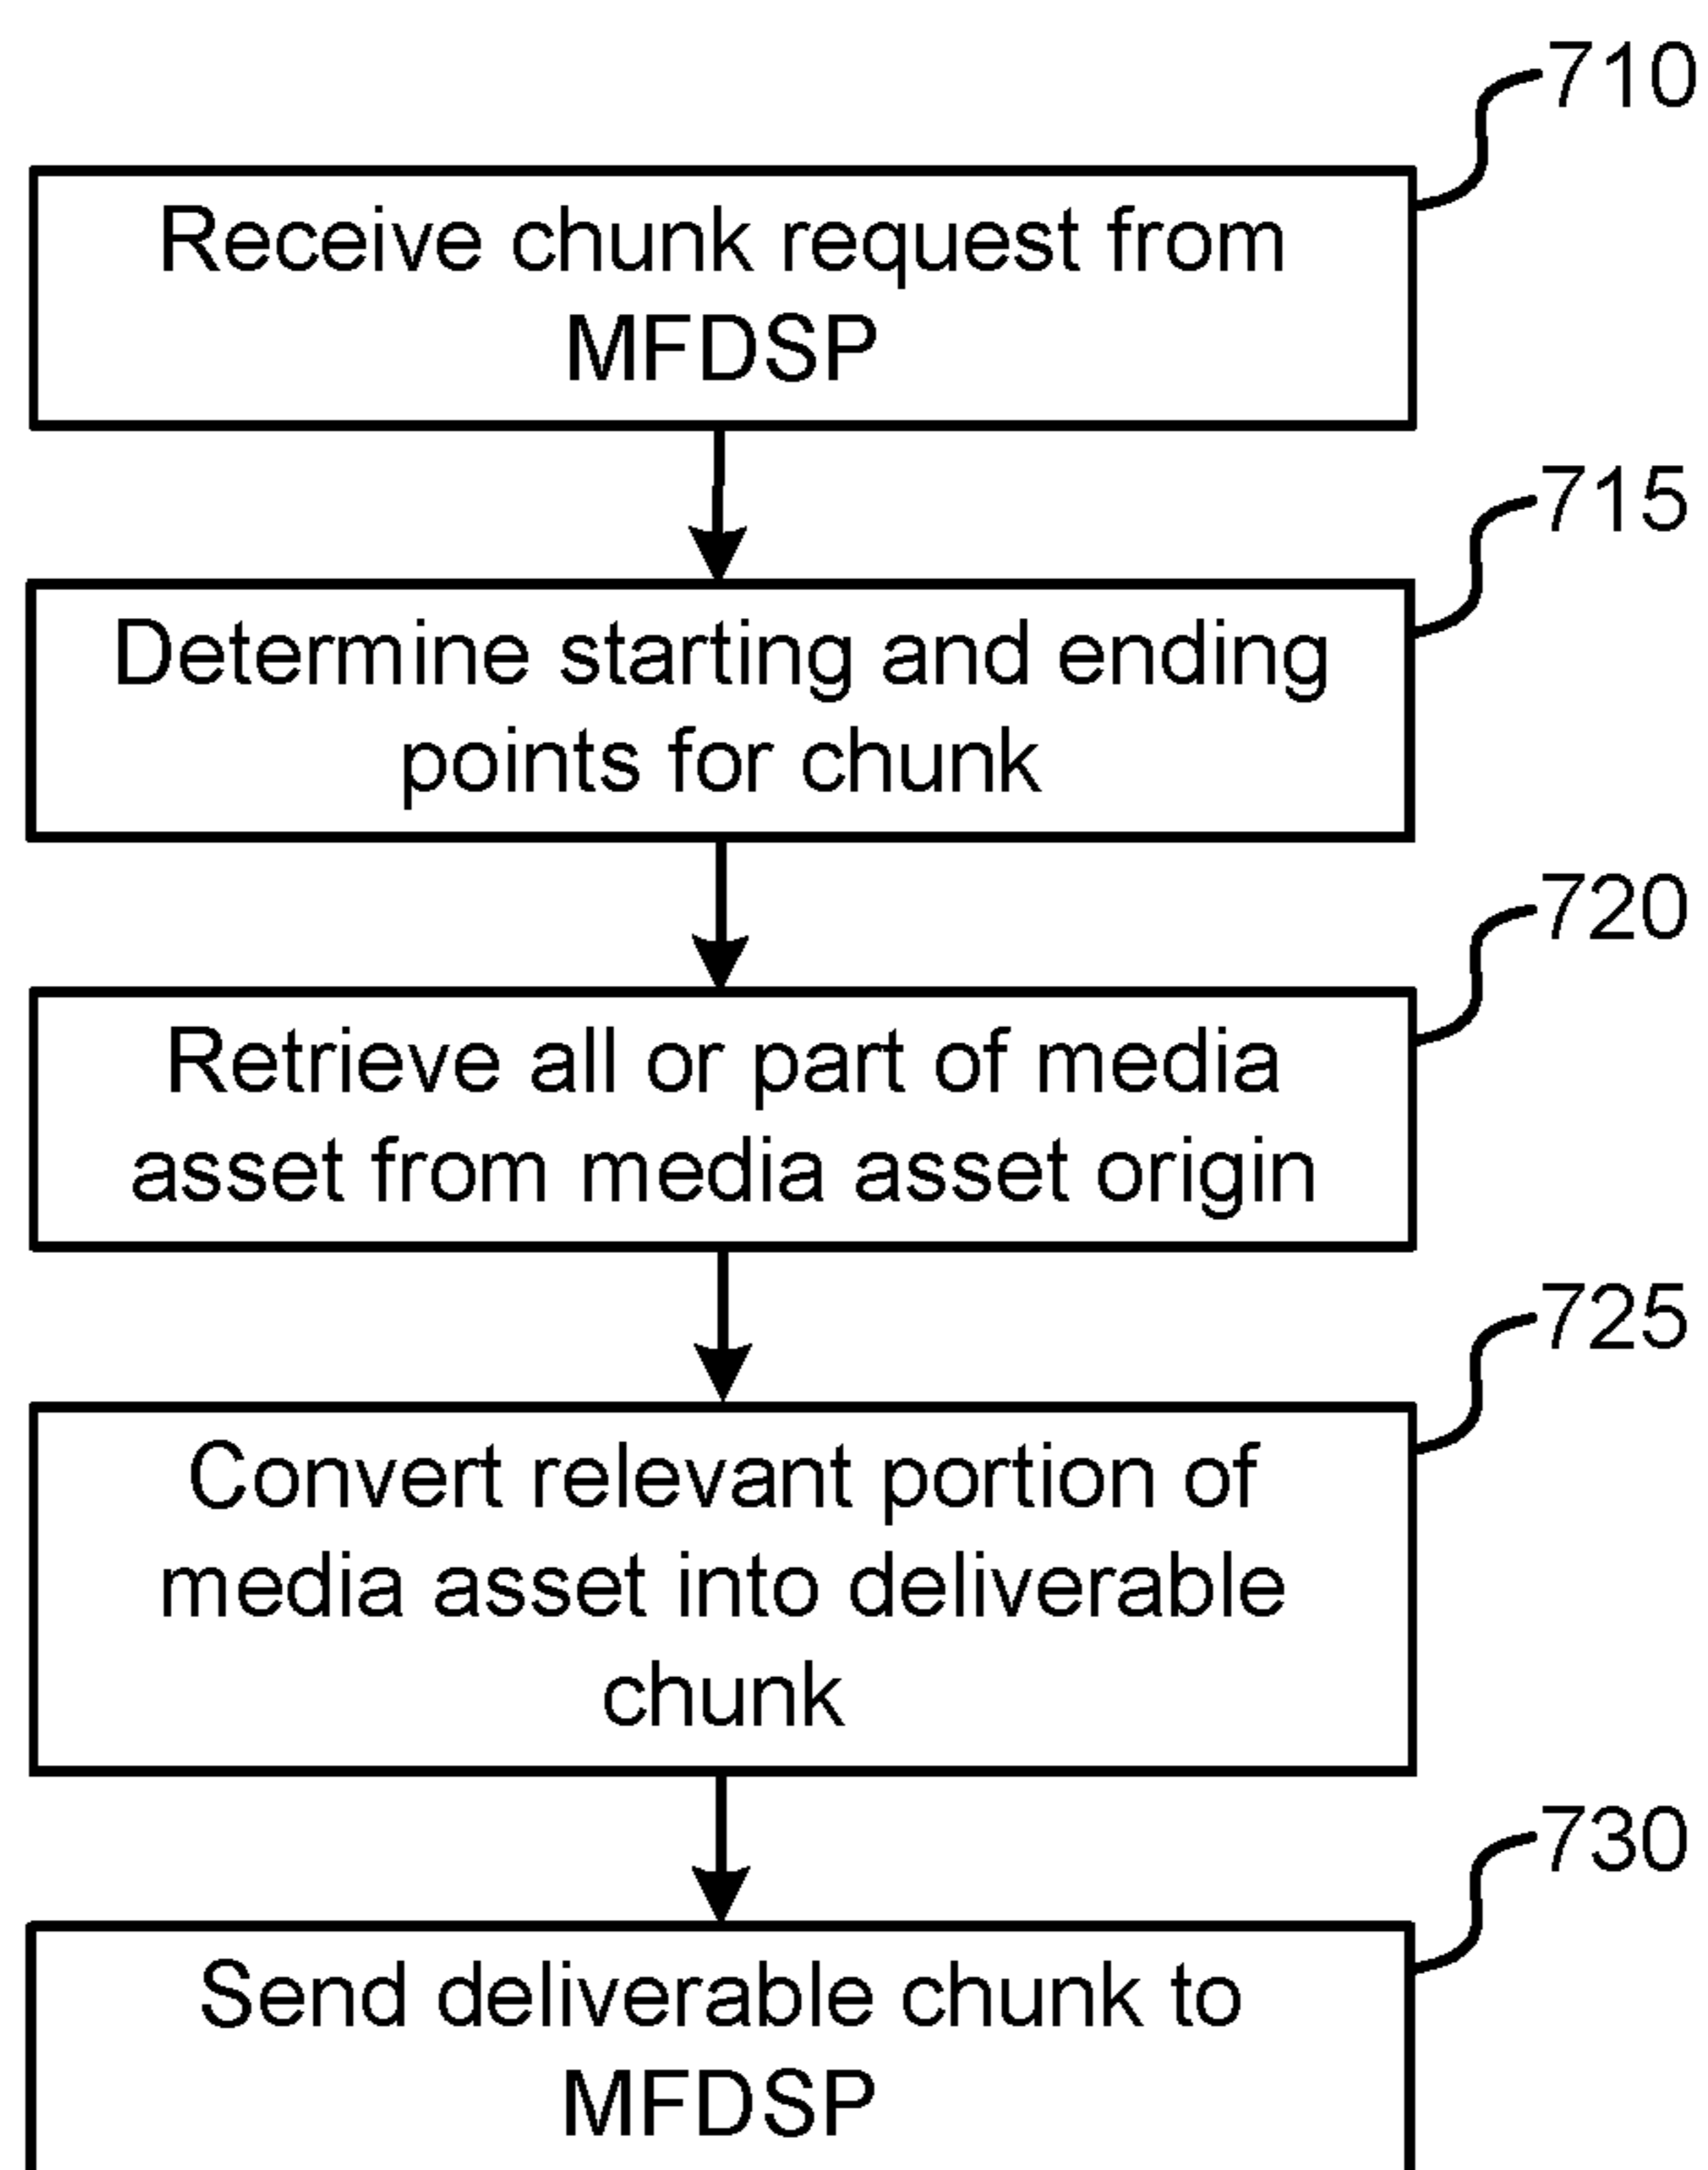 710
Receive chunk request from
MFDSP
715
Determine starting and ending
points for chunk
720
Retrieve all or part of media
asset from media asset origin
725
Convert relevant portion of
media asset into deliverable
chunk
730
Send deliverable chunk to
MFDSP